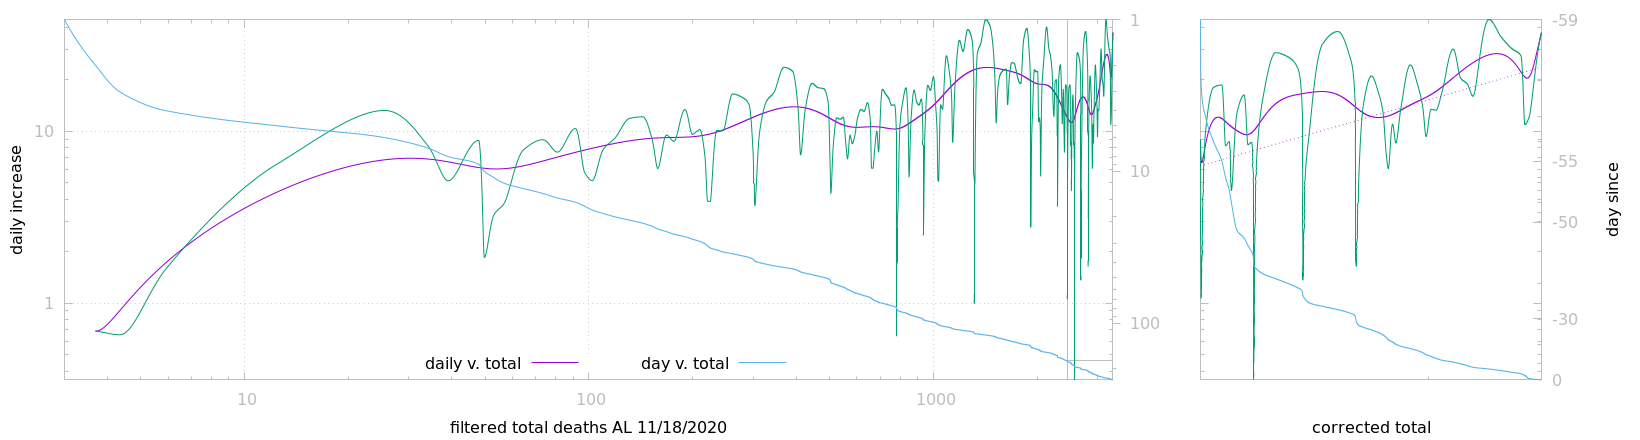 daily increase
10
1
10
100
1000
1
10
100
daily v. total
day v. total
filtered total deaths AL 11/18/2020
-59
-55
-50
-30
0
day since
corrected total